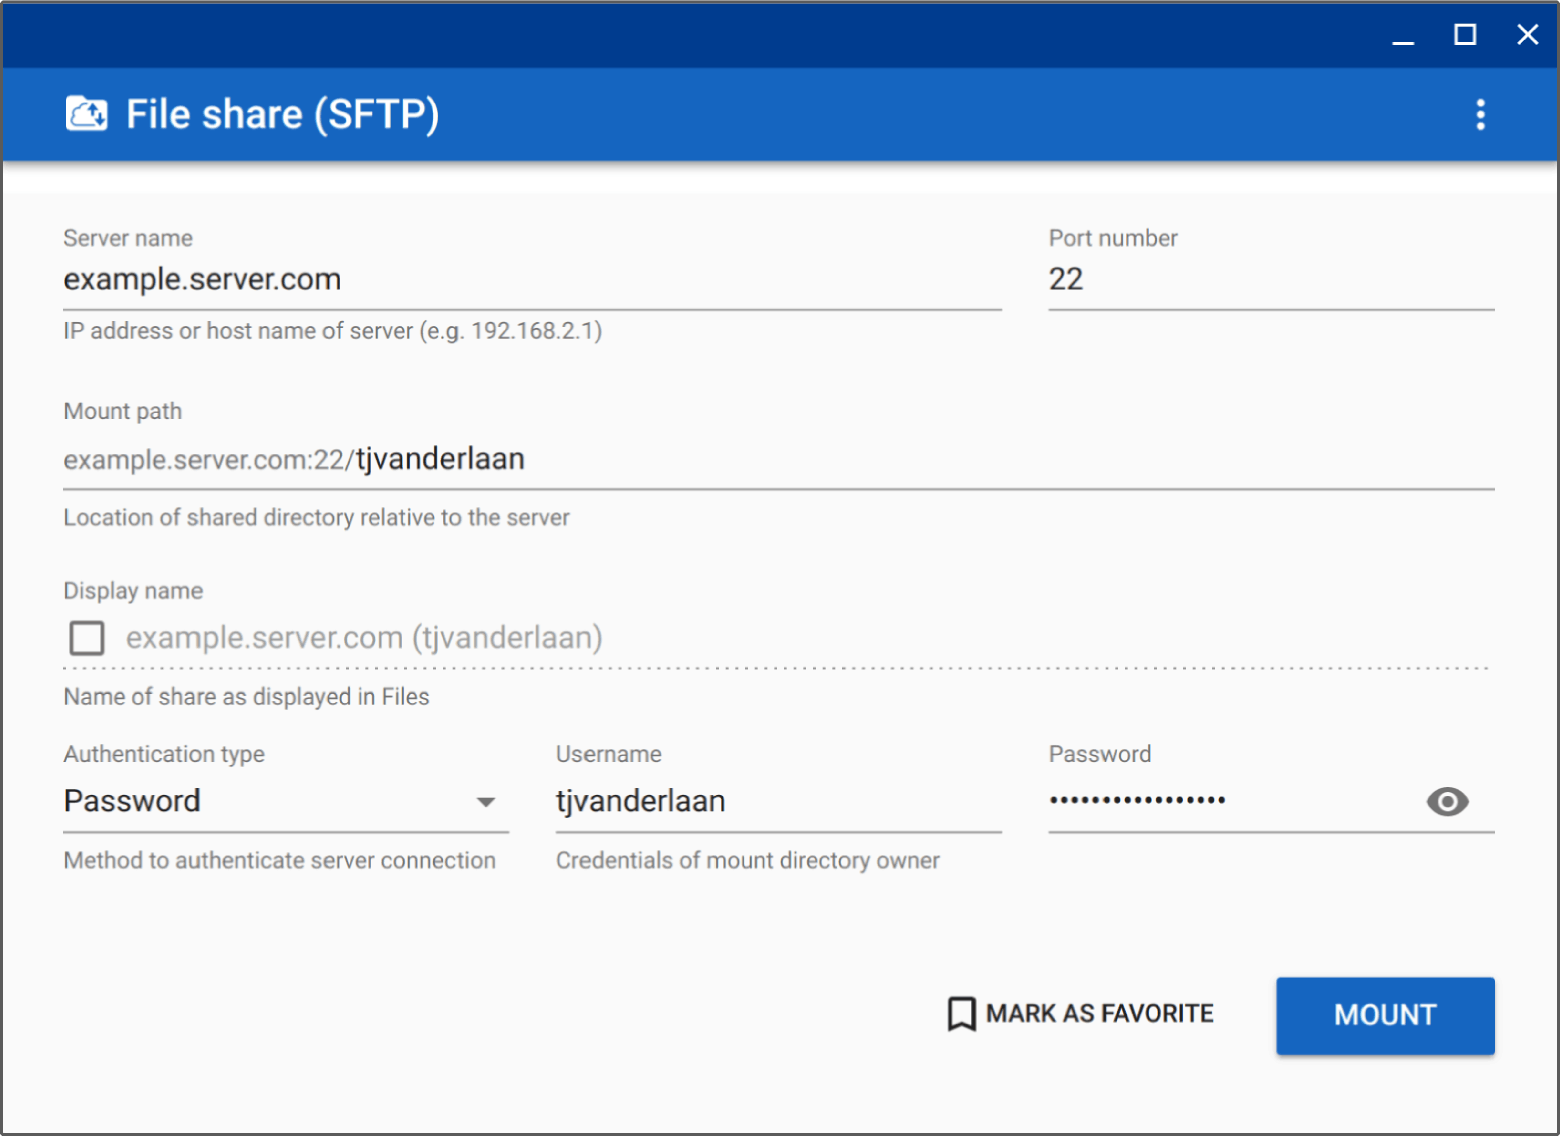 File share (SFTP)
Server name
Port number
example.server.com
22
IP address or host name of server (e.g. 192.168.2.1)
Mount path
example.server.com:22/tjvanderlaan
Location of shared directory relative to the server
Display name
example.server.com (tjvanderlaan)
Name of share as displayed in Files
Authentication type
Username
Password
Password
tjvanderlaan
•••••••••••••••••
Method to authenticate server connection
Credentials of mount directory owner
MARK AS FAVORITE
MOUNT